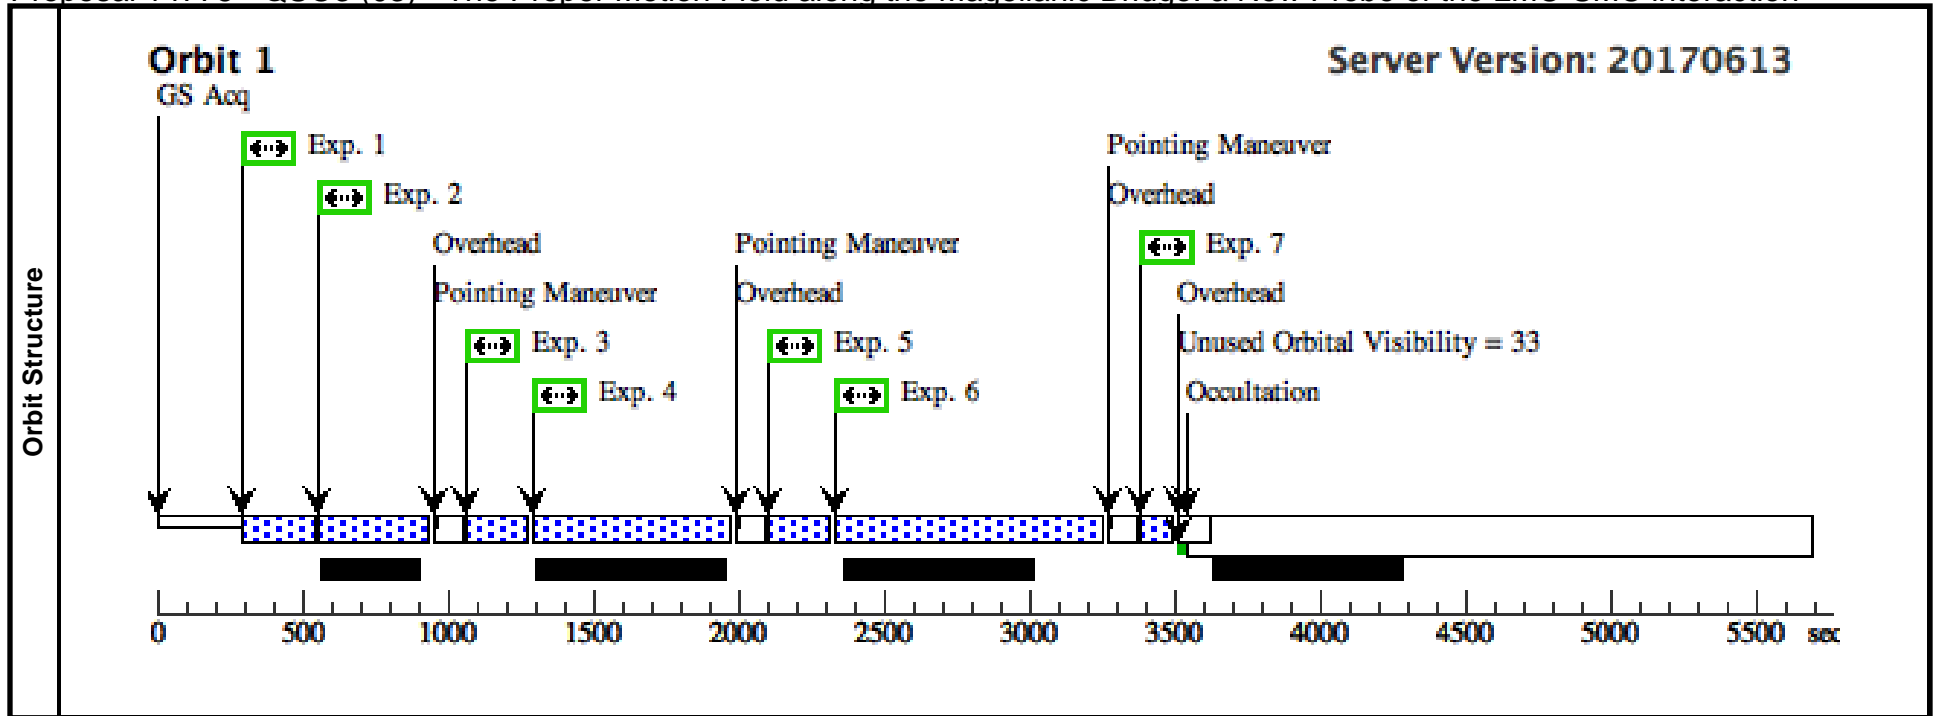 Orbit 1
Server Version: 20170613
GS Acq
Exp. 1
Pointing Maneuver
Exp. 2
Overhead
Overhead
Pointing Maneuver
Exp. 7
Pointing Maneuver
Overhead
Overhead
Exp. 3
Exp. 5
Unused Orbital Visibility = 33
Exp. 4
Exp. 6
Occultation
Orbit Structure
0 500 1000 1500 2000 2500 3000 3500 4000 4500 5000 5500 sec